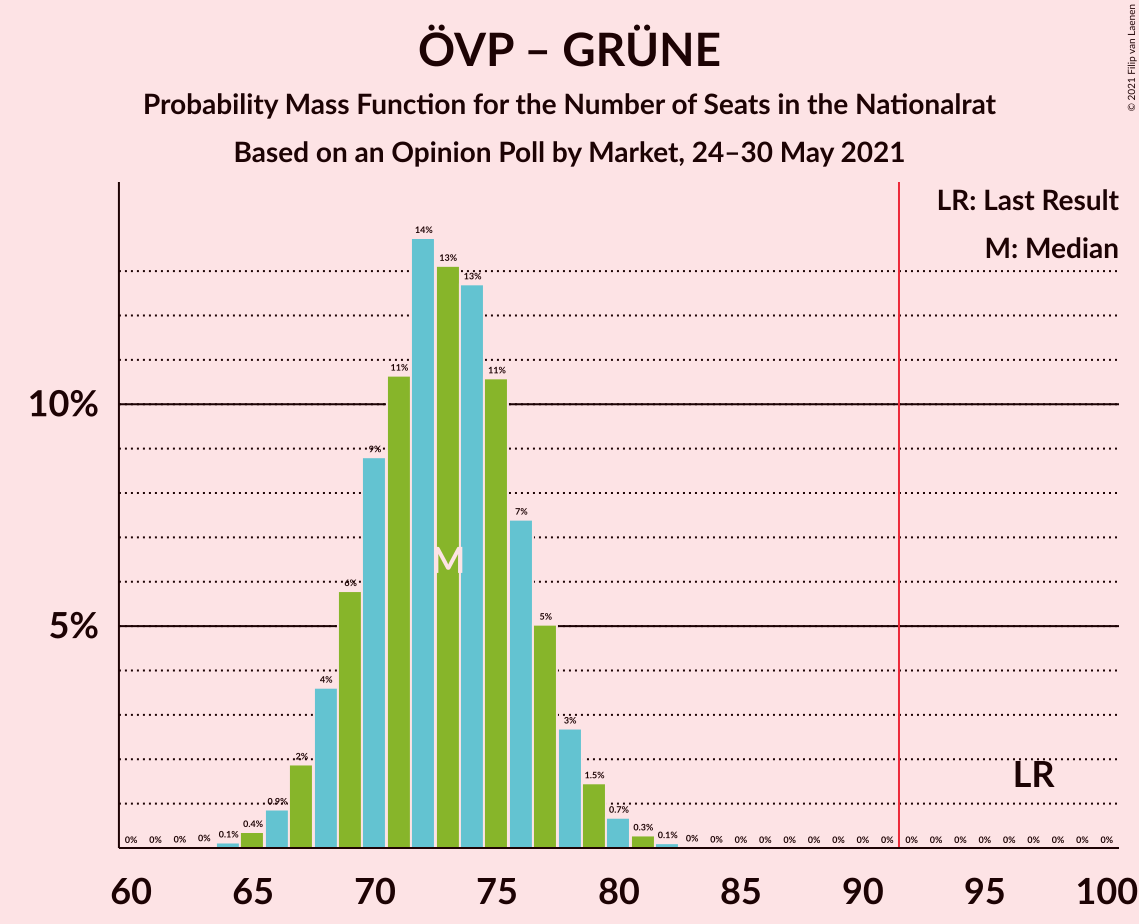 ÖVP – GRÜNE
Probability Mass Function for the Number of Seats in the Nationalrat
Based on an Opinion Poll by Market, 24–30 May 2021
© 2021 Filip van Laenen
LR: Last Result
M: Median
10%
5%
0% 0% 0% 0% 0.1% 0.4% 0.9% 2% 4% 6% 9% 11% 14% 13% 13% 11% 7% 5% 3% 1.5% 0.7% 0.3% 0.1% 0% 0% 0% 0% 0% 0% 0% 0% 0% 0% 0% 0% 0% 0% 0% 0% 0% 0%
M
LR
60 65 70 75 80 85 90 95 100